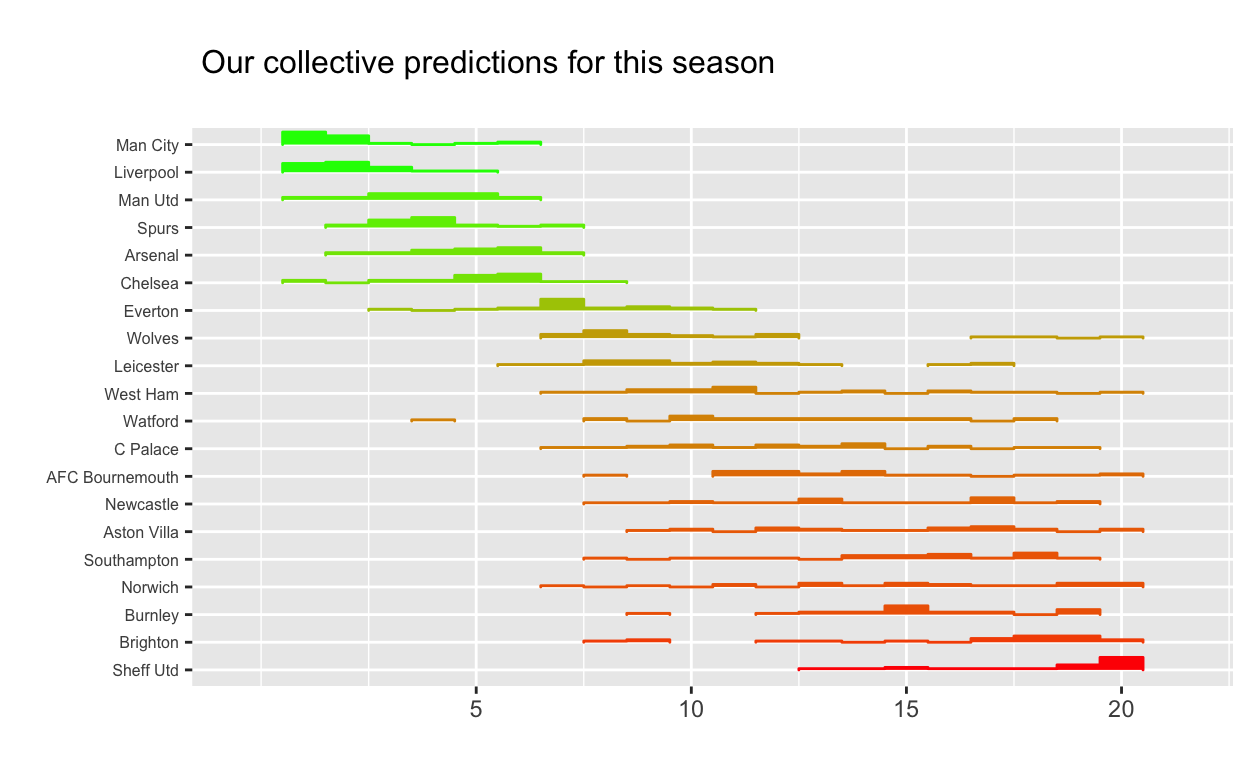 Our collective predictions for this season
Man City
Liverpool
Man Utd
Spurs
Arsenal
Chelsea
Everton
Wolves
Leicester
West Ham
Watford
C Palace
AFC Bournemouth
Newcastle
Aston Villa
Southampton
Norwich
Burnley
Brighton
Sheff Utd
5 10 15 20